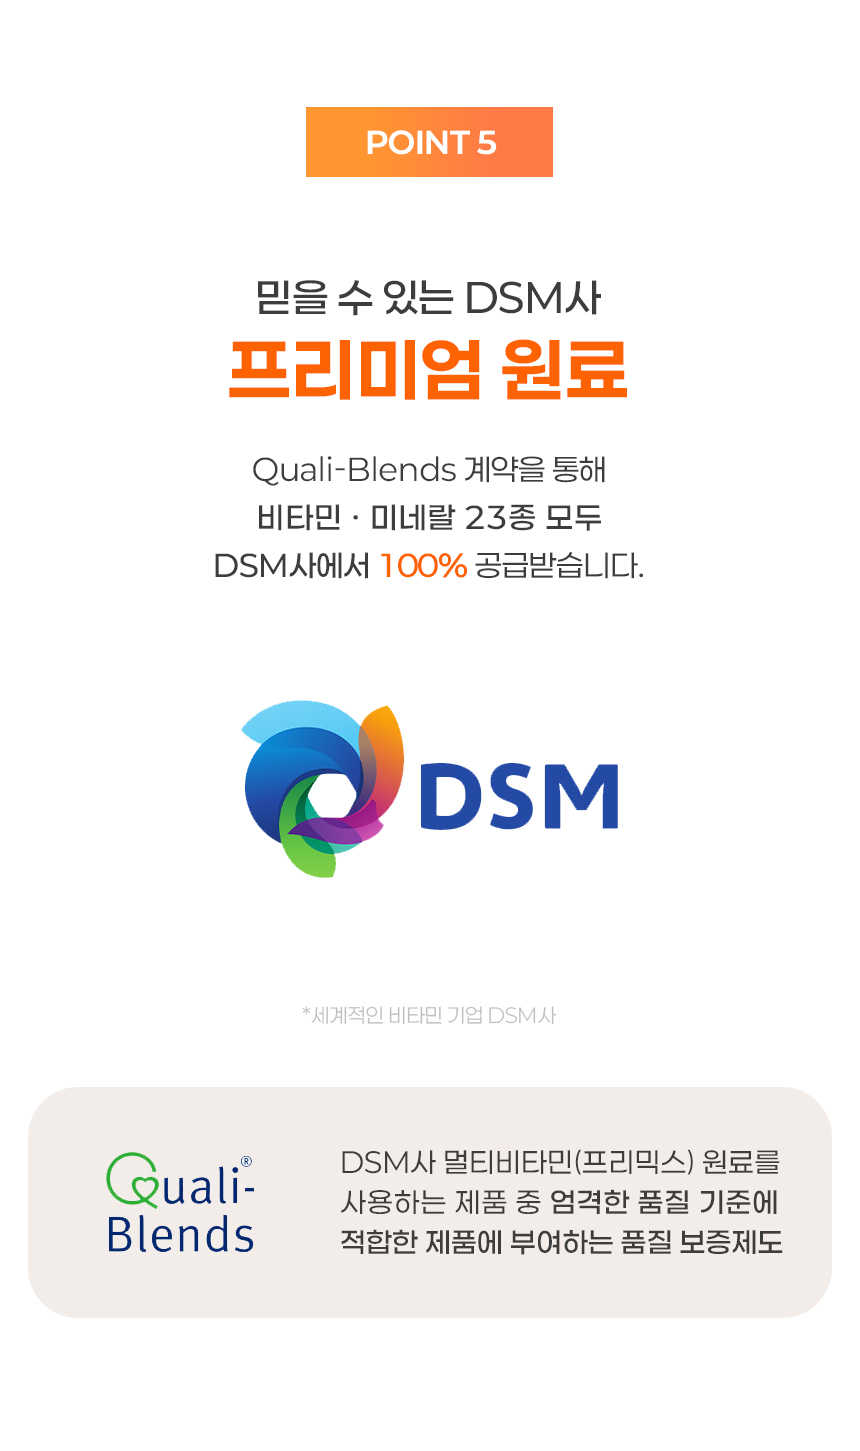 POINT 5
믿을 수 있는 DSM사
프리미엄 원료
Quali-Blends 계약을 통해
비타민 · 미네랄 23종 모두
DSM사에서 100% 공급받습니다.
DSM
*세계적인 비타민 기업 DSM사
Quali-®
Blends
DSM사 멀티비타민(프리믹스) 원료를
사용하는 제품 중 엄격한 품질 기준에
적합한 제품에 부여하는 품질 보증제도